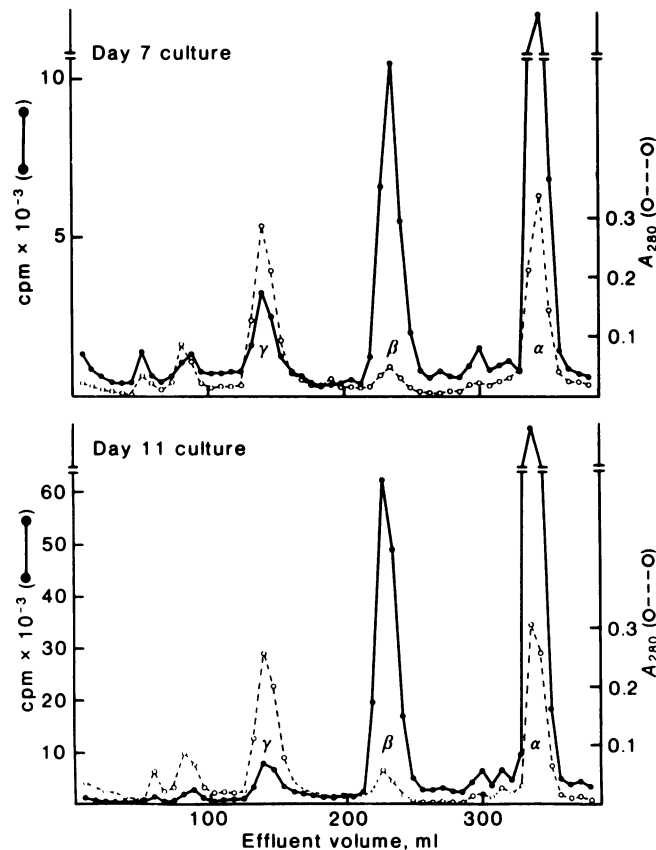 Day 7 culture
10
5
cpm × 10⁻³ (●—●)
0.3
0.2
0.1
A₂₈₀ (O----O)
γ
β
α
Day 11 culture
60
50
40
30
20
10
cpm × 10⁻³ (●—●)
0.3
0.2
0.1
A₂₈₀ (O----O)
γ
β
α
100
200
300
Effluent volume, ml